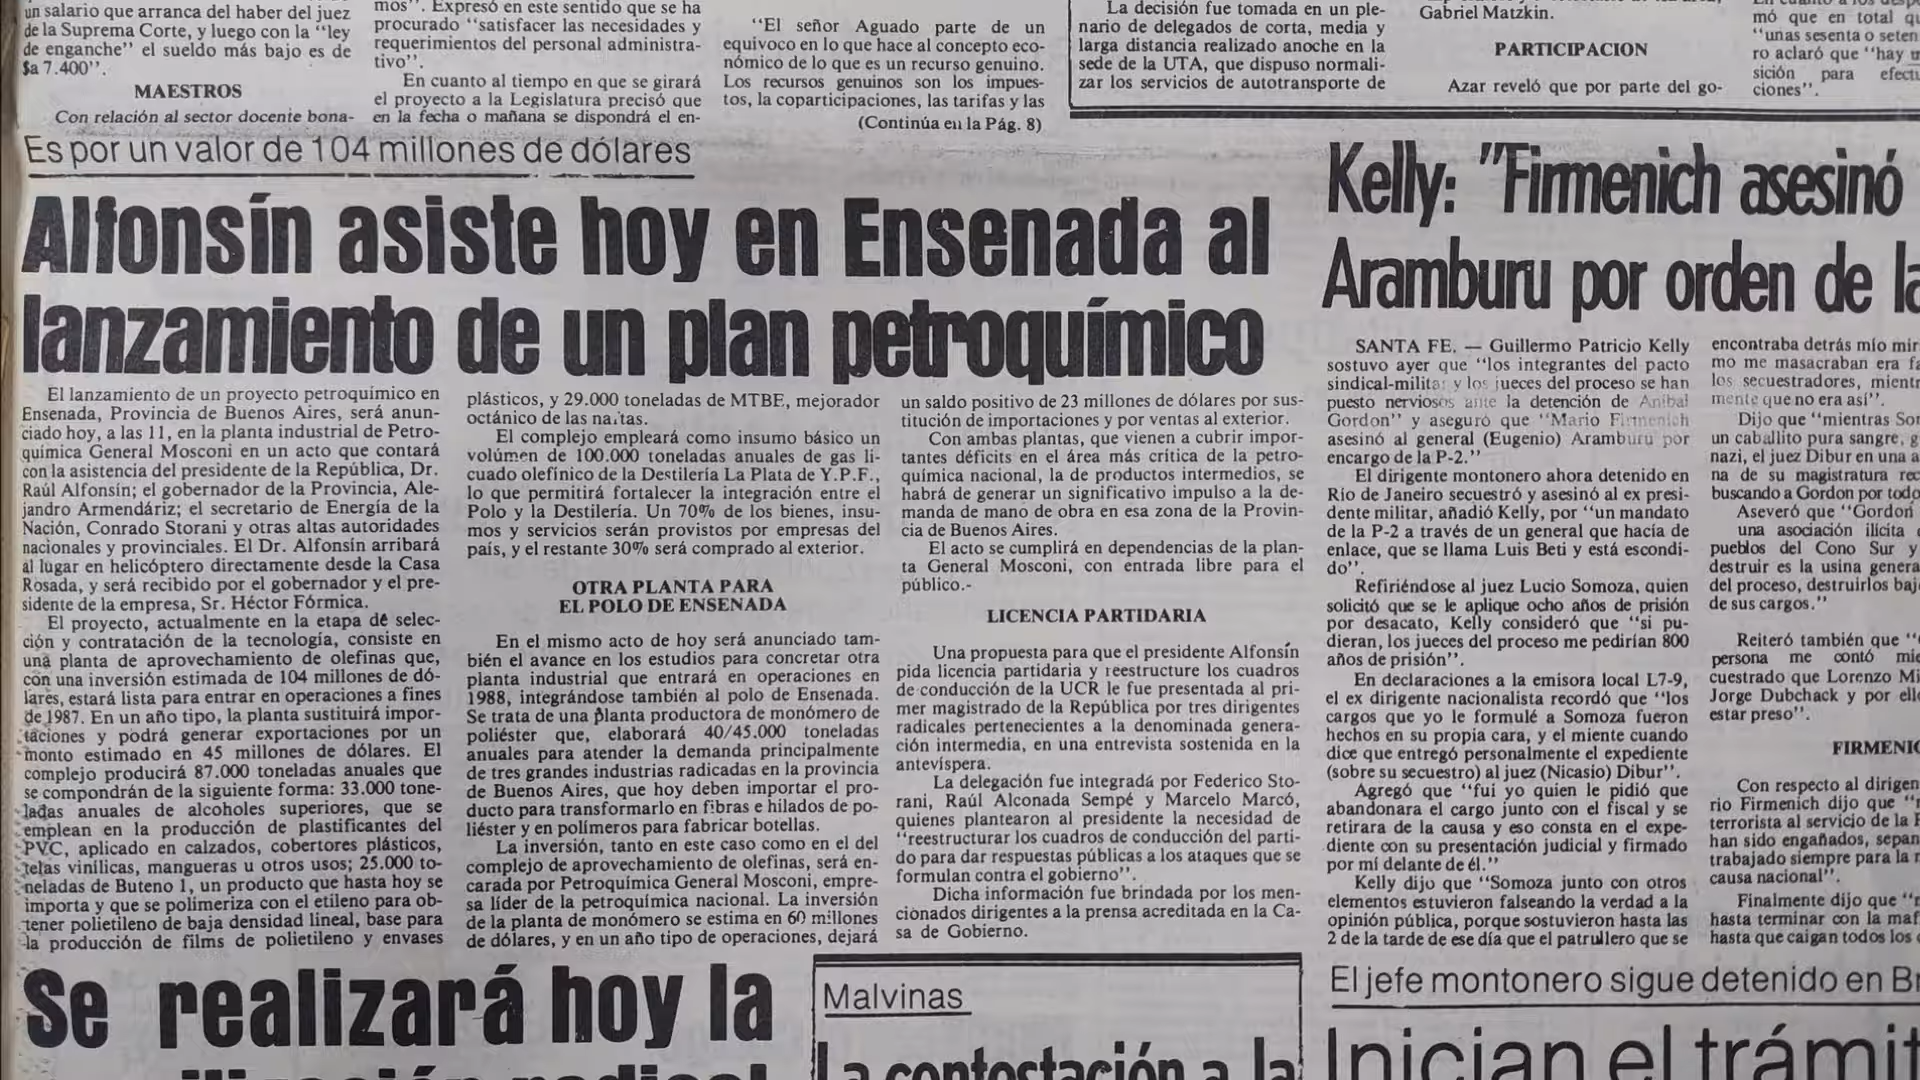 un salario que arranca del haber del juez
de la Suprema Corte, y luego con la "ley
de enganche" el sueldo más bajo es de
$a 7.400".
MAESTROS
Con relación al sector docente bona-
mos". Expresó en este sentido que se ha
procurado "satisfacer las necesidades y
requerimientos del personal administra-
tivo".
En cuanto al tiempo en que se girará
el proyecto a la Legislatura precisó que
en la fecha o mañana se dispondrá el en-
"El señor Aguado parte de un
equivoco en lo que hace al concepto eco-
nómico de lo que es un recurso genuino.
Los recursos genuinos son los impues-
tos, la coparticipaciones, las tarifas y las
(Continúa en la Pág. 8)
La decisión fue tomada en un ple-
nario de delegados de corta, media y
larga distancia realizado anoche en la
sede de la UTA, que dispuso normali-
zar los servicios de autotransporte de
Gabriel Matzkin.
PARTICIPACION
Azar reveló que por parte del go-
mó que en total
"unas sesenta o seten
ro aclaró que "hay
sición para
ciones".
Es por un valor de 104 millones de dólares
Alfonsín asiste hoy en Ensenada al
lanzamiento de un plan petroquímico
El lanzamiento de un proyecto petroquímico en
Ensenada, Provincia de Buenos Aires, será anun-
ciado hoy, a las 11, en la planta industrial de Petro-
química General Mosconi en un acto que contará
con la asistencia del presidente de la República, Dr.
Raúl Alfonsín; el gobernador de la Provincia, Ale-
jandro Armendáriz; el secretario de Energía de la
Nación, Conrado Storani y otras altas autoridades
nacionales y provinciales. El Dr. Alfonsín arribará
al lugar en helicóptero directamente desde la Casa
Rosada, y será recibido por el gobernador y el pre-
sidente de la empresa, Sr. Héctor Fórmica.
El proyecto, actualmente en la etapa de selec-
ción y contratación de la tecnología, consiste en
una planta de aprovechamiento de olefinas que,
con una inversión estimada de 104 millones de dó-
lares, estará lista para entrar en operaciones a fines
de 1987. En un año tipo, la planta sustituirá impor-
taciones y podrá generar exportaciones por un
monto estimado en 45 millones de dólares. El
complejo producirá 87.000 toneladas anuales que
se compondrán de la siguiente forma: 33.000 tone-
ladas anuales de alcoholes superiores, que se
emplean en la producción de plastificantes del
PVC, aplicado en calzados, cobertores plásticos,
telas vinílicas, mangueras u otros usos; 25.000 to-
neladas de Buteno 1, un producto que hasta hoy se
importa y que se polimeriza con el etileno para ob-
tener polietileno de baja densidad lineal, base para
la producción de films de polietileno y envases
plásticos, y 29.000 toneladas de MTBE, mejorador
octánico de las naftas.
El complejo empleará como insumo básico un
volúmen de 100.000 toneladas anuales de gas li-
cuado olefínico de la Destilería La Plata de Y.P.F.,
lo que permitirá fortalecer la integración entre el
Polo y la Destilería. Un 70% de los bienes, insu-
mos y servicios serán provistos por empresas del
país, y el restante 30% será comprado al exterior.
OTRA PLANTA PARA
EL POLO DE ENSENADA
En el mismo acto de hoy será anunciado tam-
bién el avance en los estudios para concretar otra
planta industrial que entrará en operaciones en
1988, integrándose también al polo de Ensenada.
Se trata de una planta productora de monómero de
poliéster que, elaborará 40/45.000 toneladas
anuales para atender la demanda principalmente
de tres grandes industrias radicadas en la provincia
de Buenos Aires, que hoy deben importar el pro-
ducto para transformarlo en fibras e hilados de po-
liéster y en polímeros para fabricar botellas.
La inversión, tanto en este caso como en el del
complejo de aprovechamiento de olefinas, será en-
carada por Petroquímica General Mosconi, empre-
sa líder de la petroquímica nacional. La inversión
de la planta de monómero se estima en 60 millones
de dólares, y en un año tipo de operaciones, dejará
un saldo positivo de 23 millones de dólares por sus-
titución de importaciones y por ventas al exterior.
Con ambas plantas, que vienen a cubrir impor-
tantes déficits en el área más crítica de la petro-
química nacional, la de productos intermedios, se
habrá de generar un significativo impulso a la de-
manda de mano de obra en esa zona de la Provin-
cia de Buenos Aires.
El acto se cumplirá en dependencias de la plan-
ta General Mosconi, con entrada libre para el
público.-
LICENCIA PARTIDARIA
Una propuesta para que el presidente Alfonsín
pida licencia partidaria y reestructure los cuadros
de conducción de la UCR le fue presentada al pri-
mer magistrado de la República por tres dirigentes
radicales pertenecientes a la denominada genera-
ción intermedia, en una entrevista sostenida en la
antevíspera.
La delegación fue integrada por Federico Sto-
rani, Raúl Alconada Sempé y Marcelo Marcó,
quienes plantearon al presidente la necesidad de
"reestructurar los cuadros de conducción del parti-
do para dar respuestas públicas a los ataques que se
formulan contra el gobierno".
Dicha información fue brindada por los men-
cionados dirigentes a la prensa acreditada en la Ca-
sa de Gobierno.
Kelly: "Firmenich asesinó
Aramburu por orden de la
SANTA FE. — Guillermo Patricio Kelly
sostuvo ayer que "los integrantes del pacto
sindical-militar y los jueces del proceso se han
puesto nerviosos ante la detención de Anibal
Gordon" y aseguró que "Mario Firmenich
asesinó al general (Eugenio) Aramburu por
encargo de la P-2."
El dirigente montonero ahora detenido en
Río de Janeiro secuestró y asesinó al ex presi-
dente militar, añadió Kelly, por "un mandato
de la P-2 a través de un general que hacía de
enlace, que se llama Luis Beti y está escondi-
do".
Refiriéndose al juez Lucio Somoza, quien
solicitó que se le aplique ocho años de prisión
por desacato, Kelly consideró que "si pu-
dieran, los jueces del proceso me pedirían 800
años de prisión".
En declaraciones a la emisora local L7-9,
el ex dirigente nacionalista recordó que "los
cargos que yo le formulé a Somoza fueron
hechos en su propia cara, y el miente cuando
dice que entregó personalmente el expediente
(sobre su secuestro) al juez (Nicasio) Dibur".
Agregó que "fui yo quien le pidió que
abandonara el cargo junto con el fiscal y se
retirara de la causa y eso consta en el expe-
diente con su presentación judicial y firmado
por mí delante de él."
Kelly dijo que "Somoza junto con otros
elementos estuvieron falseando la verdad a la
opinión pública, porque sostuvieron hasta las
2 de la tarde de ese día que el patrullero que se
encontraba detrás mío mir
mo me masacraban era fa
los secuestradores, mientr
mente que no era así".
Dijo que "mientras Som
un caballito pura sangre, g
nazi, el juez Dibur en una a
na de su magistratura rec
buscando a Gordon por todo
Aseveró que "Gordon
una asociación ilícita
pueblos del Cono Sur y
destruir es la usina genera
del proceso, destruirlos bajo
de sus cargos."
Reiteró también que
persona me contó mie
cuestrado que Lorenzo Mi
Jorge Dubchack y por ello
estar preso".
FIRMENIC
Con respecto al dirigen
rio Firmenich dijo que
terrorista al servicio de la
han sido engañados, sepan
trabajado siempre para la
causa nacional".
Finalmente dijo que
hasta terminar con la maf
hasta que caigan todos los
Se realizará hoy la
Malvinas
La contestación a la
El jefe montonero sigue detenido en Br
Inician el trámit